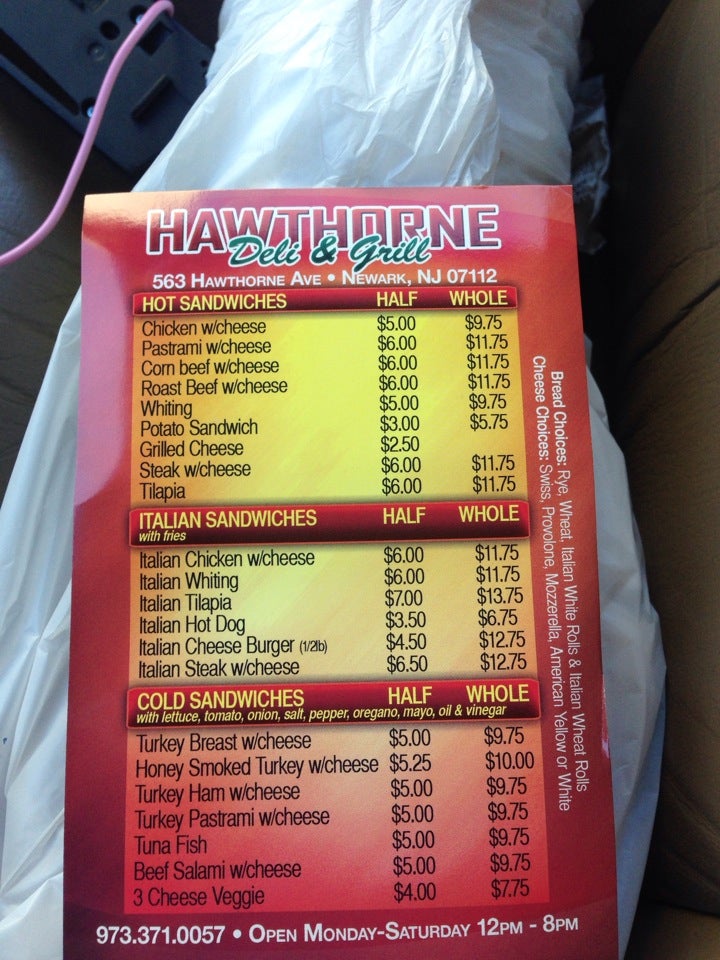 HAWTHORNE
Deli & Grill
563 HAWTHORNE AVE • NEWARK, NJ 07112
HOT SANDWICHES HALF WHOLE
Chicken w/cheese $5.00 $9.75
Pastrami w/cheese $6.00 $11.75
Corn beef w/cheese $6.00 $11.75
Roast Beef w/cheese $6.00 $11.75
Whiting $5.00 $9.75
Potato Sandwich $3.00 $5.75
Grilled Cheese $2.50
Steak w/cheese $6.00 $11.75
Tilapia $6.00 $11.75
ITALIAN SANDWICHES HALF WHOLE
with fries
Italian Chicken w/cheese $6.00 $11.75
Italian Whiting $6.00 $11.75
Italian Tilapia $7.00 $13.75
Italian Hot Dog $3.50 $6.75
Italian Cheese Burger (1/2lb) $4.50 $12.75
Italian Steak w/cheese $6.50 $12.75
COLD SANDWICHES HALF WHOLE
with lettuce, tomato, onion, salt, pepper, oregano, mayo, oil & vinegar
Turkey Breast w/cheese $5.00 $9.75
Honey Smoked Turkey w/cheese $5.25 $10.00
Turkey Ham w/cheese $5.00 $9.75
Turkey Pastrami w/cheese $5.00 $9.75
Tuna Fish $5.00 $9.75
Beef Salami w/cheese $5.00 $9.75
3 Cheese Veggie $4.00 $7.75
Bread Choices: Rye, Wheat, Italian White Rolls & Italian Wheat Rolls
Cheese Choices: Swiss, Provolone, Mozzerella, American Yellow or White
973.371.0057 • OPEN MONDAY-SATURDAY 12PM - 8PM